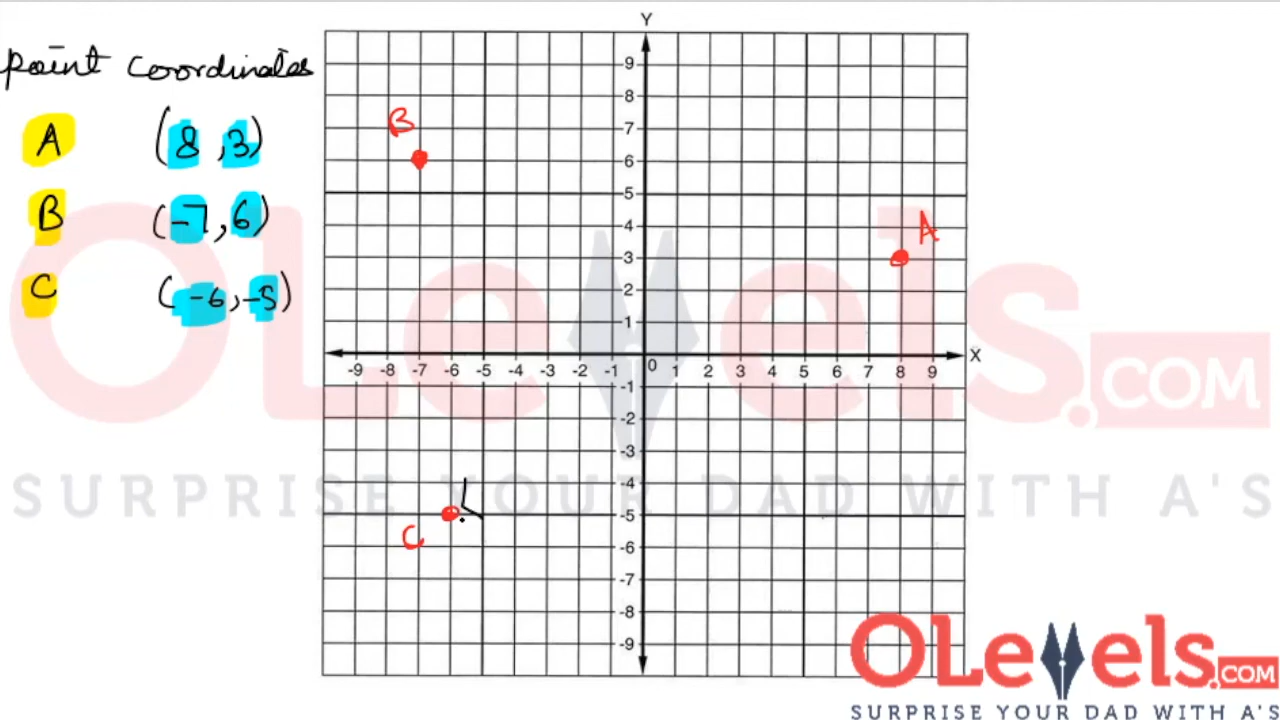 point coordinates
A (8,3)
B (-7,6)
C (-6,-5)
Y
9
8
7
6
5
4
3
2
1
-9 -8 -7 -6 -5 -4 -3 -2 -1 0 1 2 3 4 5 6 7 8 9 X
-1
-2
-3
-4
-5
-6
-7
-8
-9
B
A
C
OLevels.COM
SURPRISE YOUR DAD WITH A'S
OLevels.COM
SURPRISE YOUR DAD WITH A'S